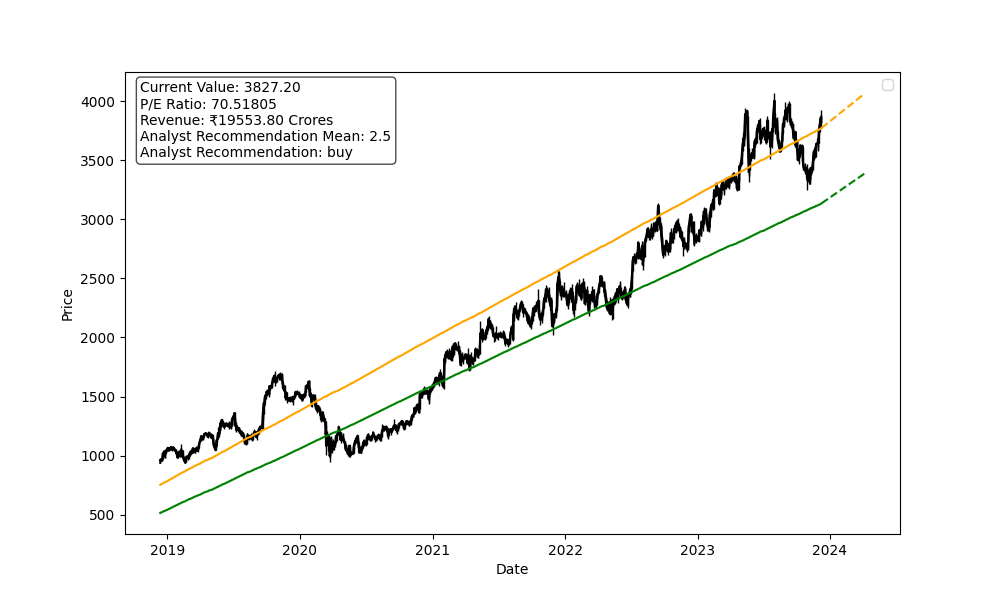 Current Value: 3827.20
P/E Ratio: 70.51805
Revenue: ₹19553.80 Crores
Analyst Recommendation Mean: 2.5
Analyst Recommendation: buy
4000
3500
3000
2500
2000
1500
1000
500
Price
2019 2020 2021 2022 2023 2024
Date